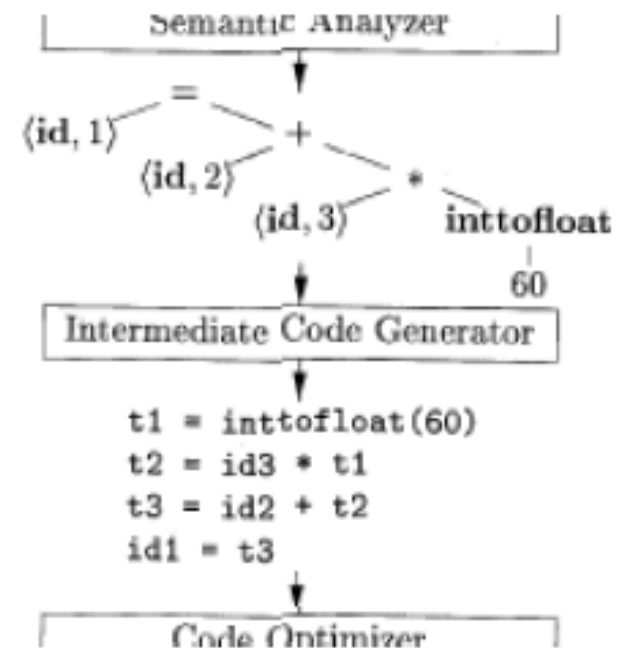 Semantic Analyzer
=
⟨id, 1⟩
+
⟨id, 2⟩
*
⟨id, 3⟩
inttofloat
60
Intermediate Code Generator
t1 = inttofloat(60)
t2 = id3 * t1
t3 = id2 + t2
id1 = t3
Code Optimizer